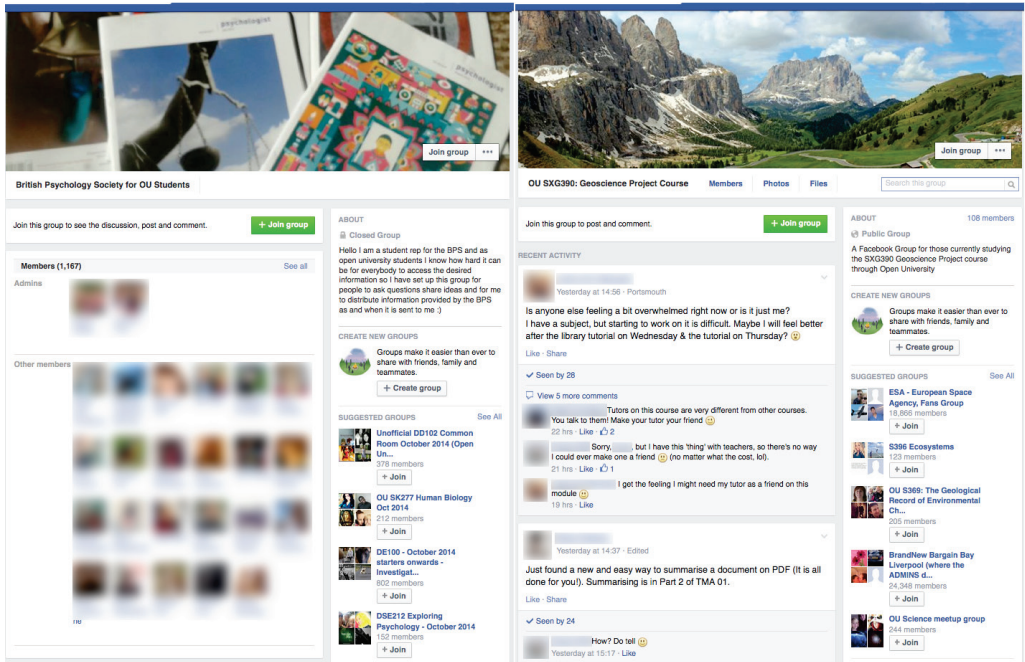 psychologist
psychologist
Join group •••
British Psychology Society for OU Students
Join this group to see the discussion, post and comment.
+ Join group
Members (1,167)
See all
Admins
Other members
ABOUT
Closed Group
Hello I am a student rep for the BPS and as
open university students I know how hard it can
be for everybody to access the desired
information so I have set up this group for
people to ask questions share ideas and for me
to distribute information provided by the BPS
as and when it is sent to me :)
CREATE NEW GROUPS
Groups make it easier than ever to
share with friends, family and
teammates.
+ Create group
SUGGESTED GROUPS
See All
Unofficial DD102 Common
Room October 2014 (Open
Un...
378 members
+ Join
OU SK277 Human Biology
Oct 2014
212 members
+ Join
DE100 - October 2014
starters onwards -
Investigat...
802 members
+ Join
DSE212 Exploring
Psychology - October 2014
152 members
+ Join
Join group •••
OU SXG390: Geoscience Project Course Members Photos Files
Search this group
Join this group to post and comment.
+ Join group
RECENT ACTIVITY
Yesterday at 14:56 · Portsmouth
Is anyone else feeling a bit overwhelmed right now or is it just me?
I have a subject, but starting to work on it is difficult. Maybe I will feel better
after the library tutorial on Wednesday & the tutorial on Thursday?
Like · Share
Seen by 28
View 5 more comments
Tutors on this course are very different from other courses.
You talk to them! Make your tutor your friend
22 hrs · Like · 2
Sorry, , but I have this 'thing' with teachers, so there's no way
I could ever make one a friend (no matter what the cost, lol).
21 hrs · Like · 1
I get the feeling I might need my tutor as a friend on this
module
19 hrs · Like
Yesterday at 14:37 · Edited
Just found a new and easy way to summarise a document on PDF (It is all
done for you!). Summarising is in Part 2 of TMA 01.
Like · Share
Seen by 24
How? Do tell
Yesterday at 15:17 · Like
ABOUT
108 members
Public Group
A Facebook Group for those currently studying
the SXG390 Geoscience Project course
through Open University
CREATE NEW GROUPS
Groups make it easier than ever to
share with friends, family and
teammates.
+ Create group
SUGGESTED GROUPS
See All
ESA - European Space
Agency, Fans Group
18,866 members
+ Join
S396 Ecosystems
123 members
+ Join
OU S369: The Geological
Record of Environmental
Ch...
205 members
+ Join
BrandNew Bargain Bay
Liverpool (where the
ADMINS d...
24,348 members
+ Join
OU Science meetup group
244 members
+ Join